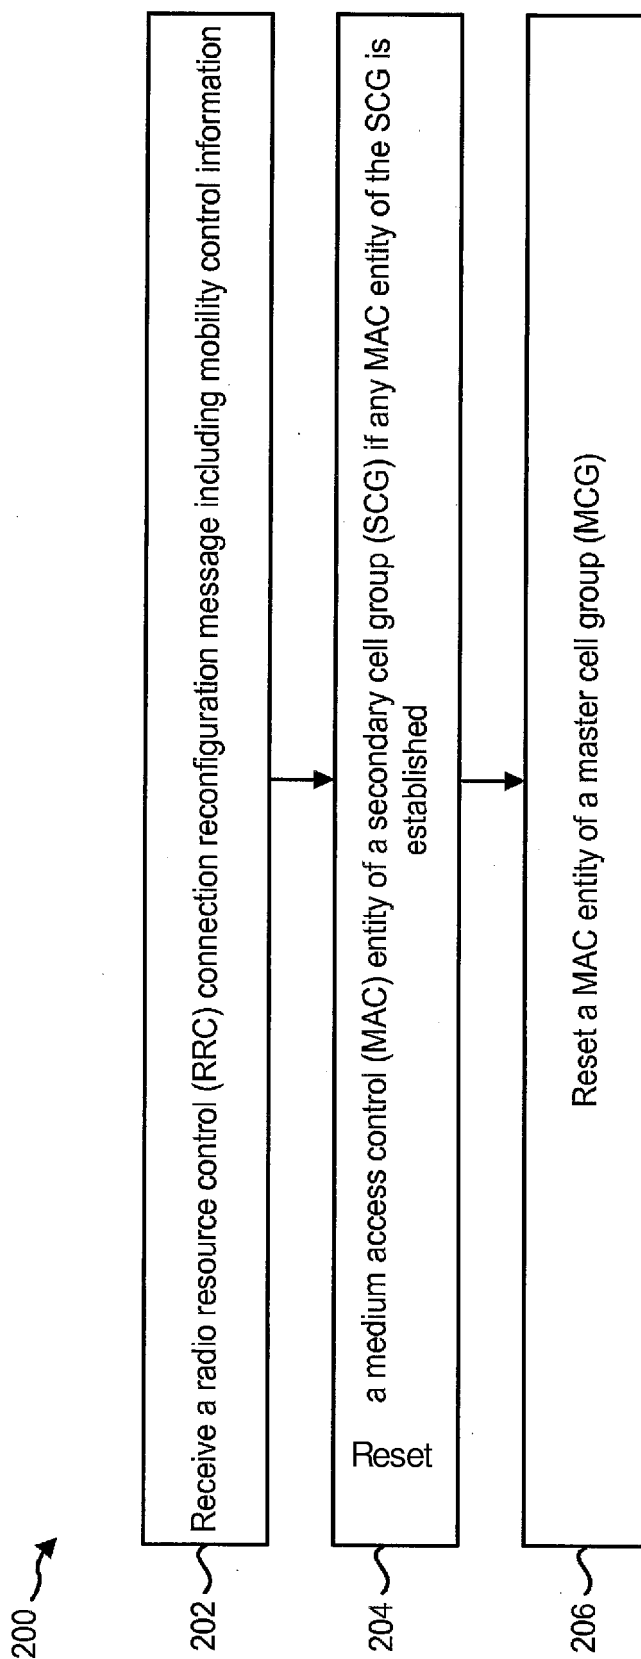 200
202
Receive a radio resource control (RRC) connection reconfiguration message including mobility control information
204
Reset a medium access control (MAC) entity of a secondary cell group (SCG) if any MAC entity of the SCG is
established
206
Reset a MAC entity of a master cell group (MCG)